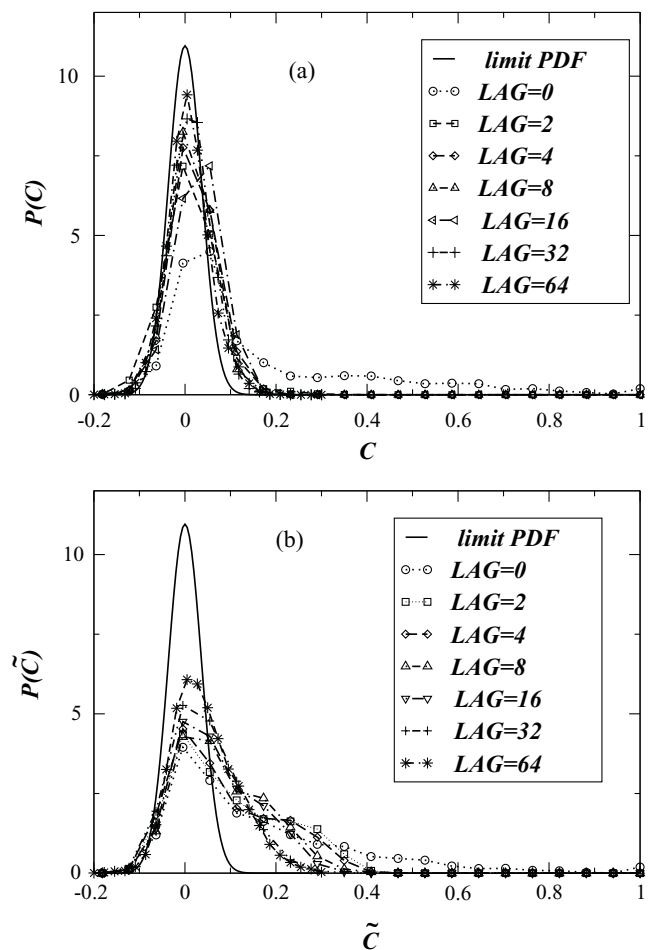 (a)
limit PDF
LAG=0
LAG=2
LAG=4
LAG=8
LAG=16
LAG=32
LAG=64
P(C)
10
5
0
-0.2 0 0.2 0.4 0.6 0.8 1
C
(b)
limit PDF
LAG=0
LAG=2
LAG=4
LAG=8
LAG=16
LAG=32
LAG=64
P(C̃)
10
5
0
-0.2 0 0.2 0.4 0.6 0.8 1
C̃